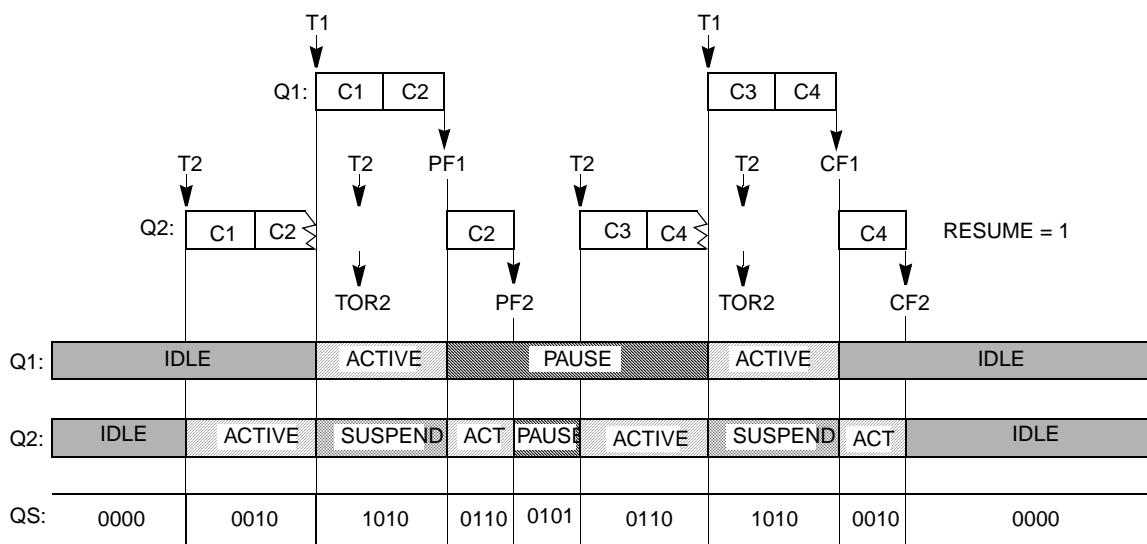 T1 T1
Q1: C1 C2 C3 C4
T2 T2 PF1 T2 T2 CF1
Q2: C1 C2 C2 C3 C4 C4 RESUME = 1
TOR2 PF2 TOR2 CF2
Q1: IDLE ACTIVE PAUSE ACTIVE IDLE
Q2: IDLE ACTIVE SUSPEND ACT PAUSE ACTIVE SUSPEND ACT IDLE
QS: 0000 0010 1010 0110 0101 0110 1010 0010 0000